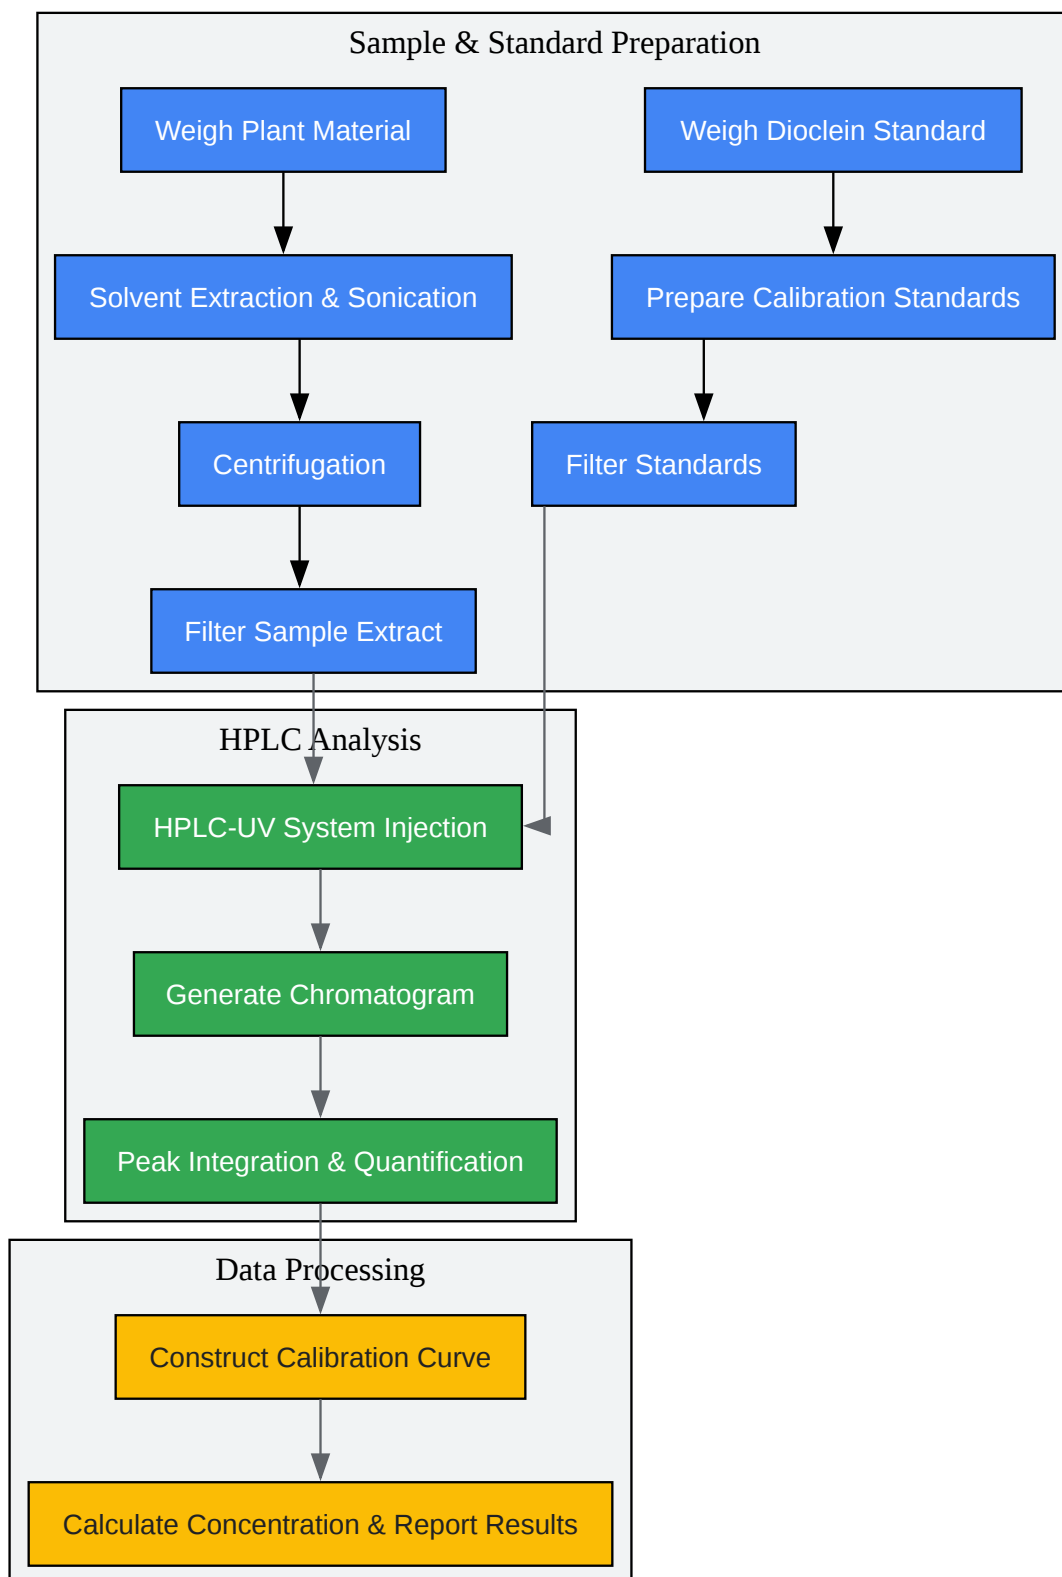 Sample & Standard Preparation
Weigh Plant Material
Weigh Dioclein Standard
Solvent Extraction & Sonication
Prepare Calibration Standards
Centrifugation
Filter Standards
Filter Sample Extract
HPLC Analysis
HPLC-UV System Injection
Generate Chromatogram
Peak Integration & Quantification
Data Processing
Construct Calibration Curve
Calculate Concentration & Report Results